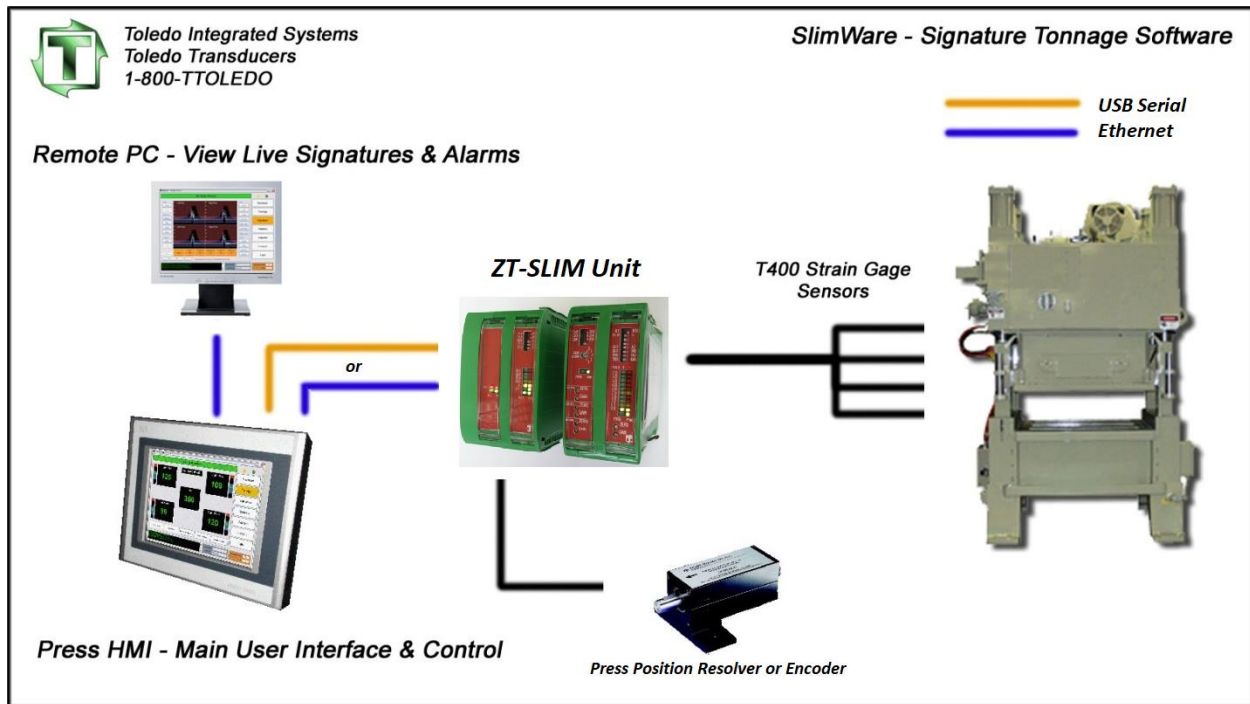 Toledo Integrated Systems
Toledo Transducers
1-800-TTOLEDO
SlimWare - Signature Tonnage Software
USB Serial
Ethernet
Remote PC - View Live Signatures & Alarms
ZT-SLIM Unit
T400 Strain Gage
Sensors
or
Press HMI - Main User Interface & Control
Press Position Resolver or Encoder
T